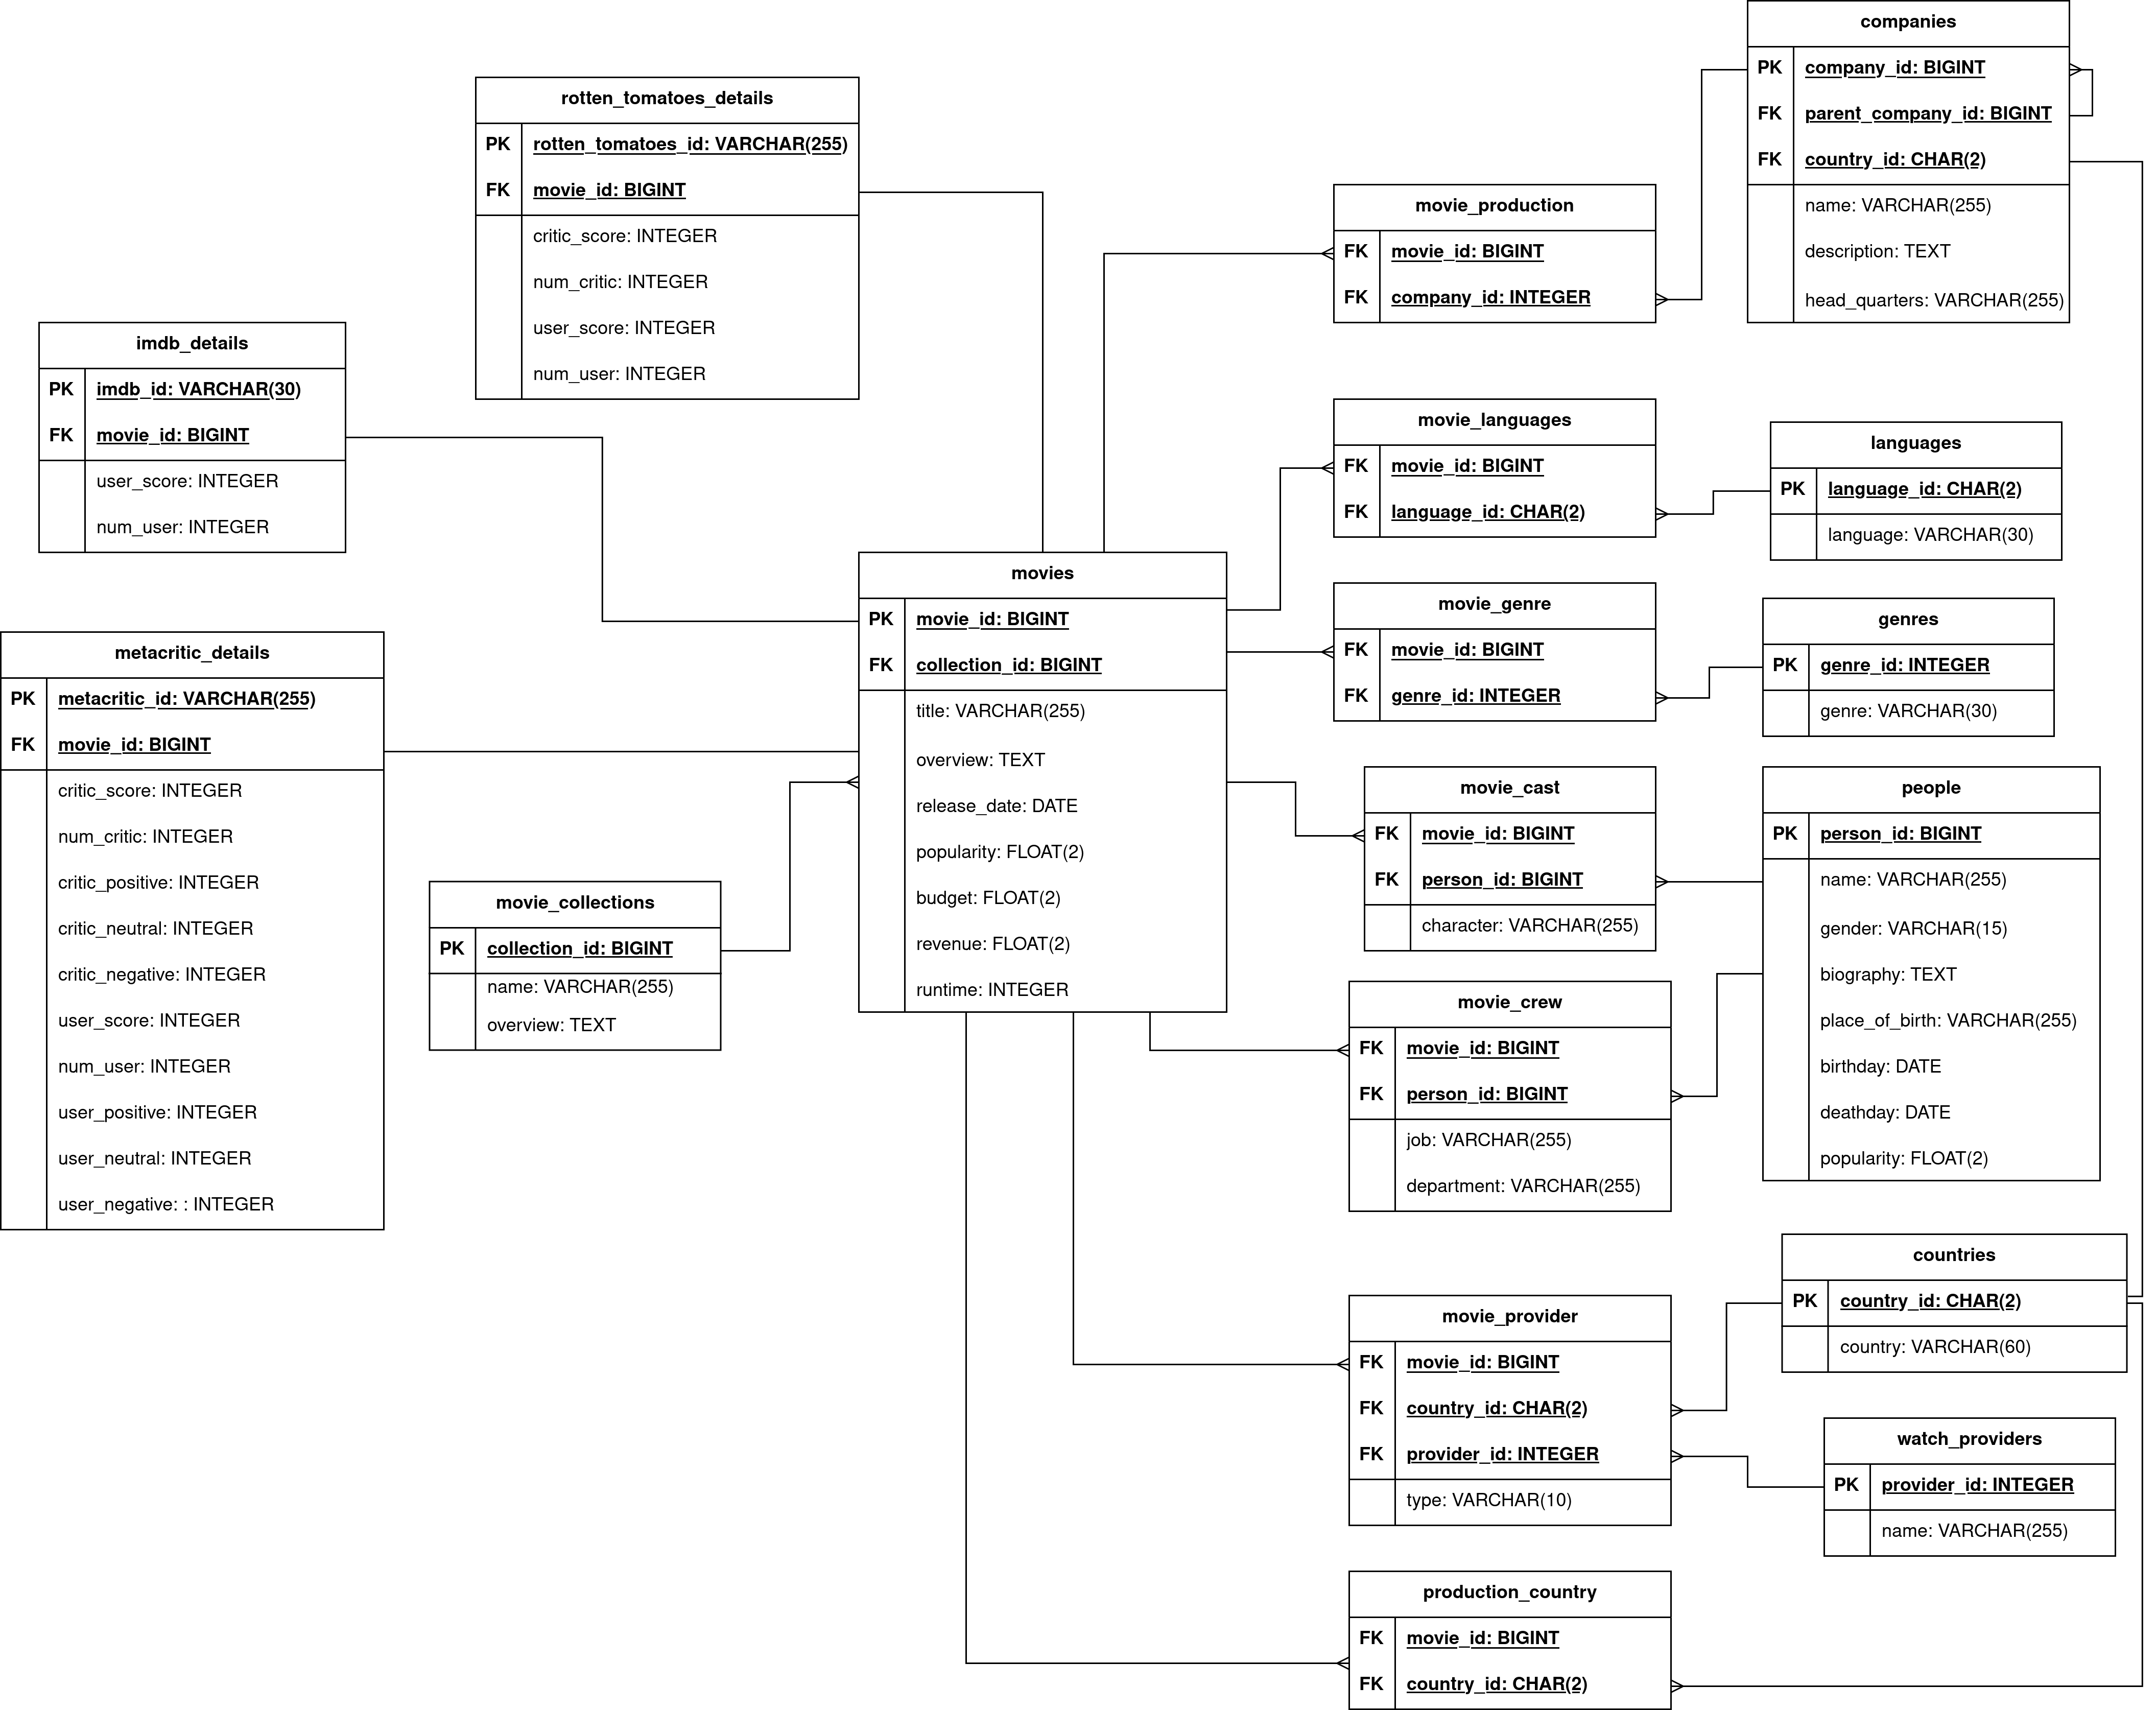 companies
PK company_id: BIGINT
FK parent_company_id: BIGINT
FK country_id: CHAR(2)
name: VARCHAR(255)
description: TEXT
head_quarters: VARCHAR(255)
rotten_tomatoes_details
PK rotten_tomatoes_id: VARCHAR(255)
FK movie_id: BIGINT
critic_score: INTEGER
num_critic: INTEGER
user_score: INTEGER
num_user: INTEGER
movie_production
FK movie_id: BIGINT
FK company_id: INTEGER
imdb_details
PK imdb_id: VARCHAR(30)
FK movie_id: BIGINT
user_score: INTEGER
num_user: INTEGER
movie_languages
FK movie_id: BIGINT
FK language_id: CHAR(2)
languages
PK language_id: CHAR(2)
language: VARCHAR(30)
movies
PK movie_id: BIGINT
FK collection_id: BIGINT
title: VARCHAR(255)
overview: TEXT
release_date: DATE
popularity: FLOAT(2)
budget: FLOAT(2)
revenue: FLOAT(2)
runtime: INTEGER
movie_genre
FK movie_id: BIGINT
FK genre_id: INTEGER
genres
PK genre_id: INTEGER
genre: VARCHAR(30)
metacritic_details
PK metacritic_id: VARCHAR(255)
FK movie_id: BIGINT
critic_score: INTEGER
num_critic: INTEGER
critic_positive: INTEGER
critic_neutral: INTEGER
critic_negative: INTEGER
user_score: INTEGER
num_user: INTEGER
user_positive: INTEGER
user_neutral: INTEGER
user_negative: : INTEGER
movie_collections
PK collection_id: BIGINT
name: VARCHAR(255)
overview: TEXT
movie_cast
FK movie_id: BIGINT
FK person_id: BIGINT
character: VARCHAR(255)
people
PK person_id: BIGINT
name: VARCHAR(255)
gender: VARCHAR(15)
biography: TEXT
place_of_birth: VARCHAR(255)
birthday: DATE
deathday: DATE
popularity: FLOAT(2)
movie_crew
FK movie_id: BIGINT
FK person_id: BIGINT
job: VARCHAR(255)
department: VARCHAR(255)
countries
PK country_id: CHAR(2)
country: VARCHAR(60)
movie_provider
FK movie_id: BIGINT
FK country_id: CHAR(2)
FK provider_id: INTEGER
type: VARCHAR(10)
watch_providers
PK provider_id: INTEGER
name: VARCHAR(255)
production_country
FK movie_id: BIGINT
FK country_id: CHAR(2)